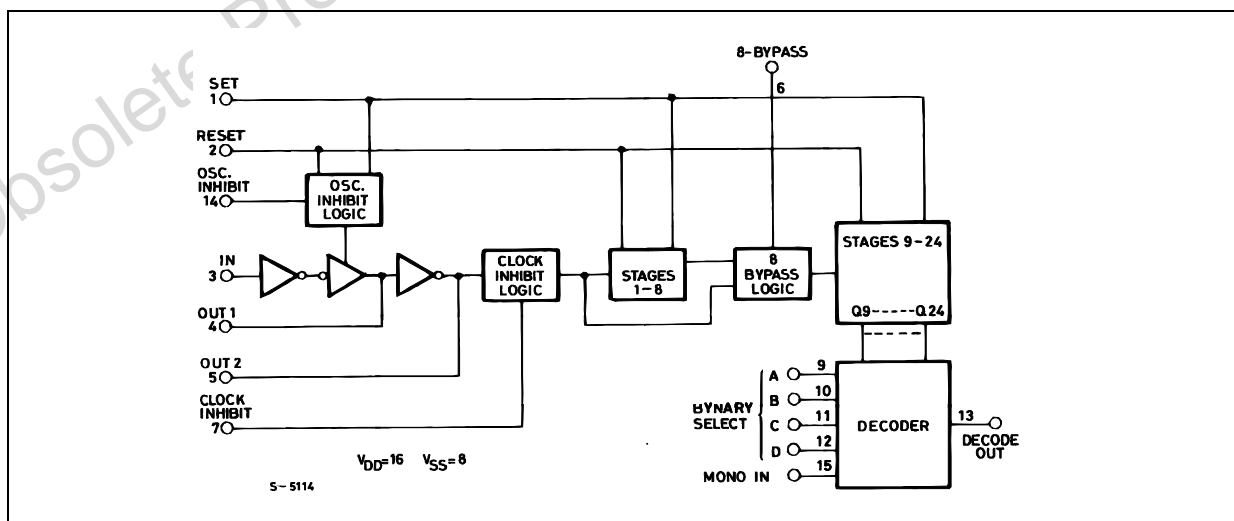 Obsolete Pro
8-BYPASS
6
SET
1
RESET
2
OSC.
INHIBIT
14
OSC.
INHIBIT
LOGIC
IN
3
OUT 1
4
OUT 2
5
CLOCK
INHIBIT
7
CLOCK
INHIBIT
LOGIC
STAGES
1-8
8
BYPASS
LOGIC
STAGES 9-24
Q9-----Q24
BYNARY
SELECT
A
9
B
10
C
11
D
12
MONO IN
15
DECODER
13
DECODE
OUT
VDD=16 VSS=8
S-5114